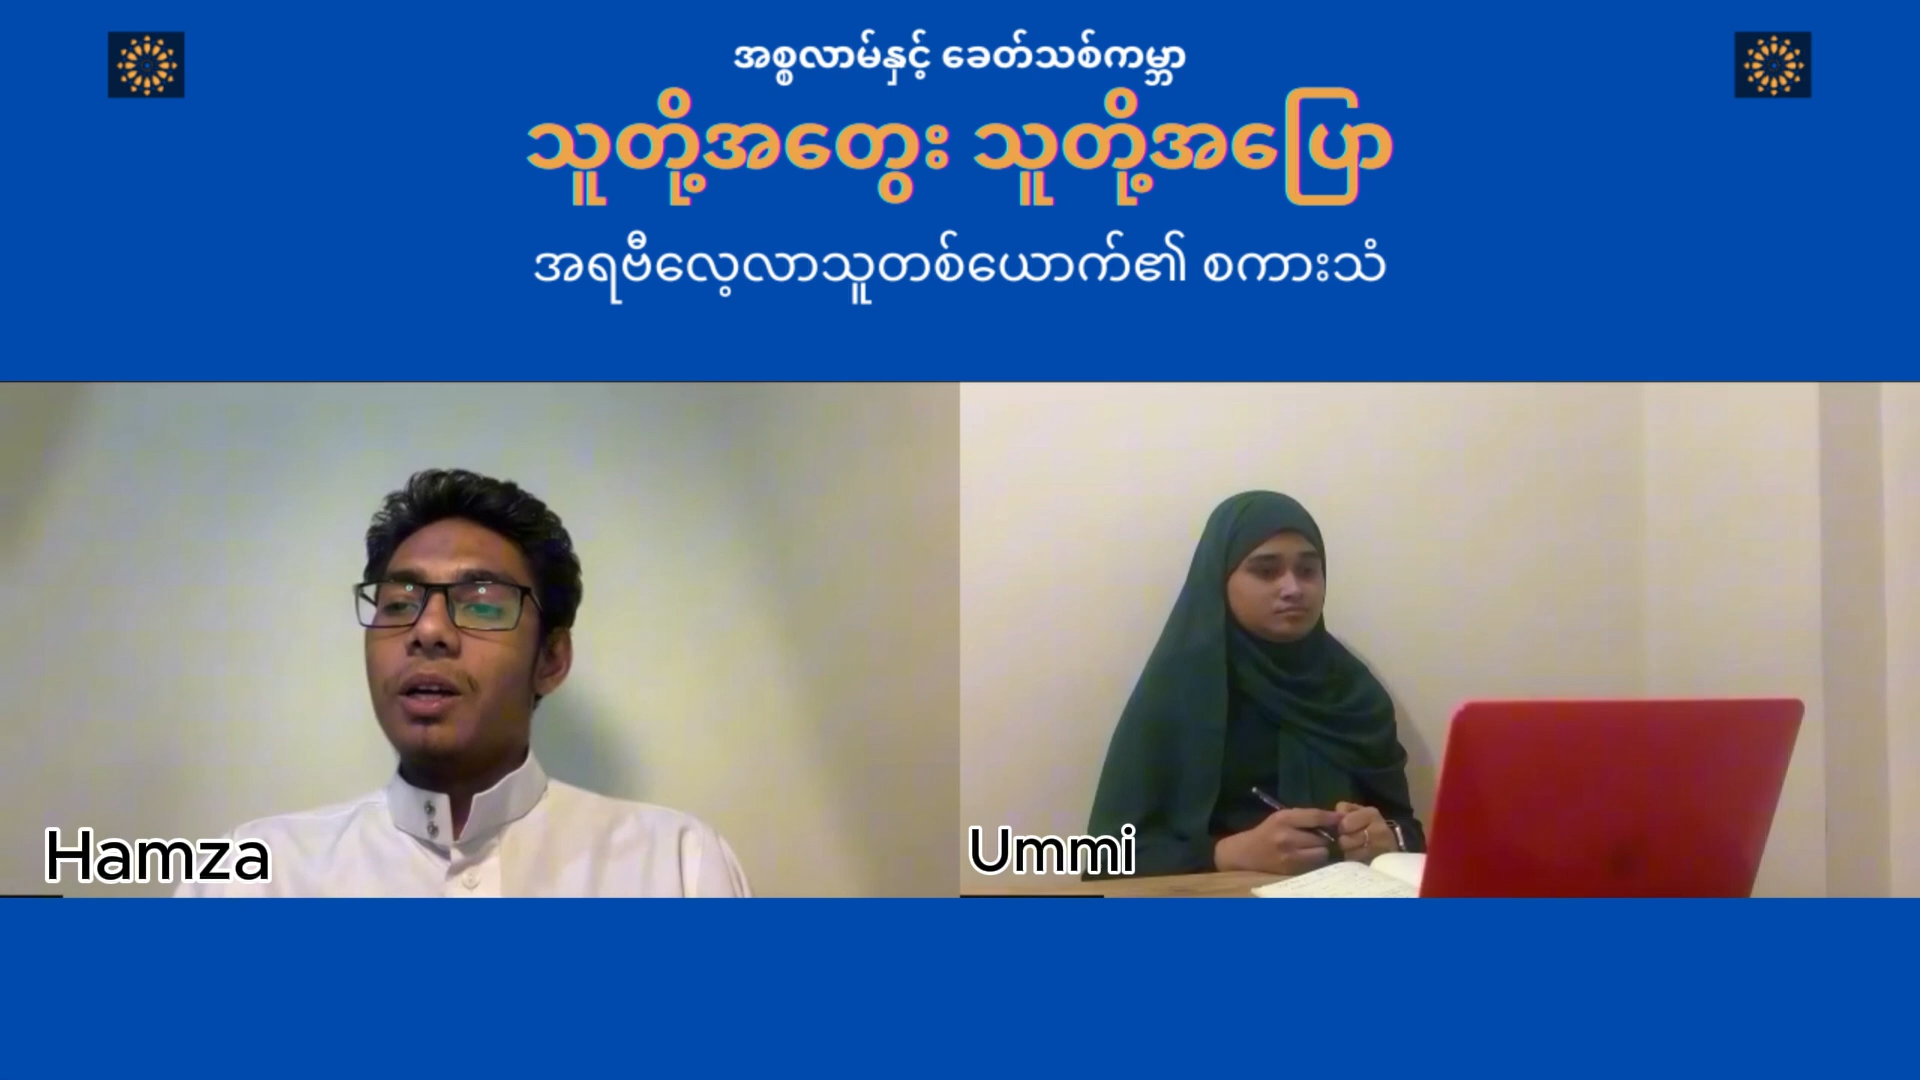 အစ္စလာမ်နှင့် ခေတ်သစ်ကမ္ဘာ
သူတို့အတွေး သူတို့အပြော
အရဗီလေ့လာသူတစ်ယောက်၏ စကားသံ
Hamza
Ummi